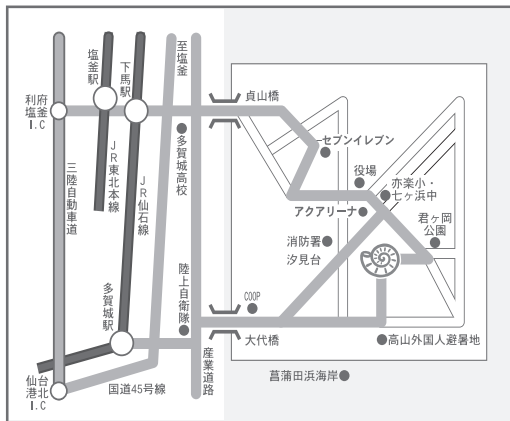 至塩釜
塩釜駅
下馬駅
利府
塩釜
I.C
貞山橋
セブンイレブン
多賀城高校
役場
亦楽小・
七ヶ浜中
三陸自動車道
JR東北本線
JR仙石線
アクアリーナ
君ヶ岡
公園
消防署
汐見台
陸上自衛隊
COOP
多賀城駅
大代橋
高山外国人避暑地
産業道路
仙台
港北
I.C
国道45号線
菖蒲田浜海岸